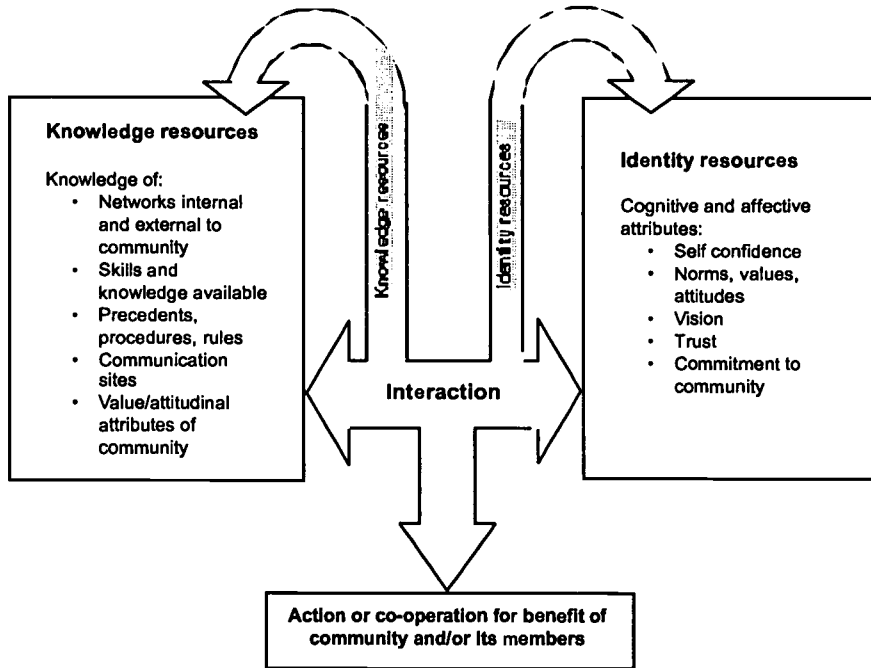 Knowledge resources
Knowledge of:
• Networks internal
and external to
community
• Skills and
knowledge available
• Precedents,
procedures, rules
• Communication
sites
• Value/attitudinal
attributes of
community
Knowledge resources
Identity resources
Interaction
Identity resources
Cognitive and affective
attributes:
• Self confidence
• Norms, values,
attitudes
• Vision
• Trust
• Commitment to
community
Action or co-operation for benefit of
community and/or its members